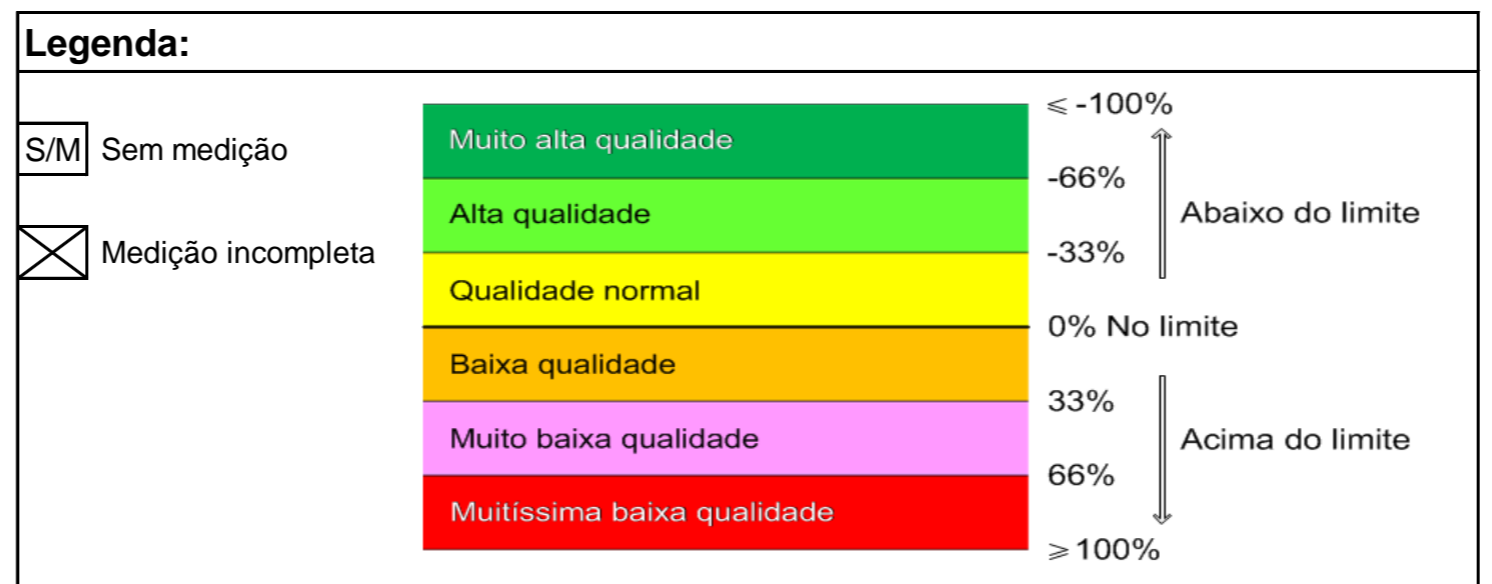 Legenda:
S/M Sem medição
Medição incompleta
Muito alta qualidade
Alta qualidade
Qualidade normal
Baixa qualidade
Muito baixa qualidade
Muitíssima baixa qualidade
⩽ -100%
-66%
-33%
0% No limite
33%
66%
⩾ 100%
Abaixo do limite
Acima do limite